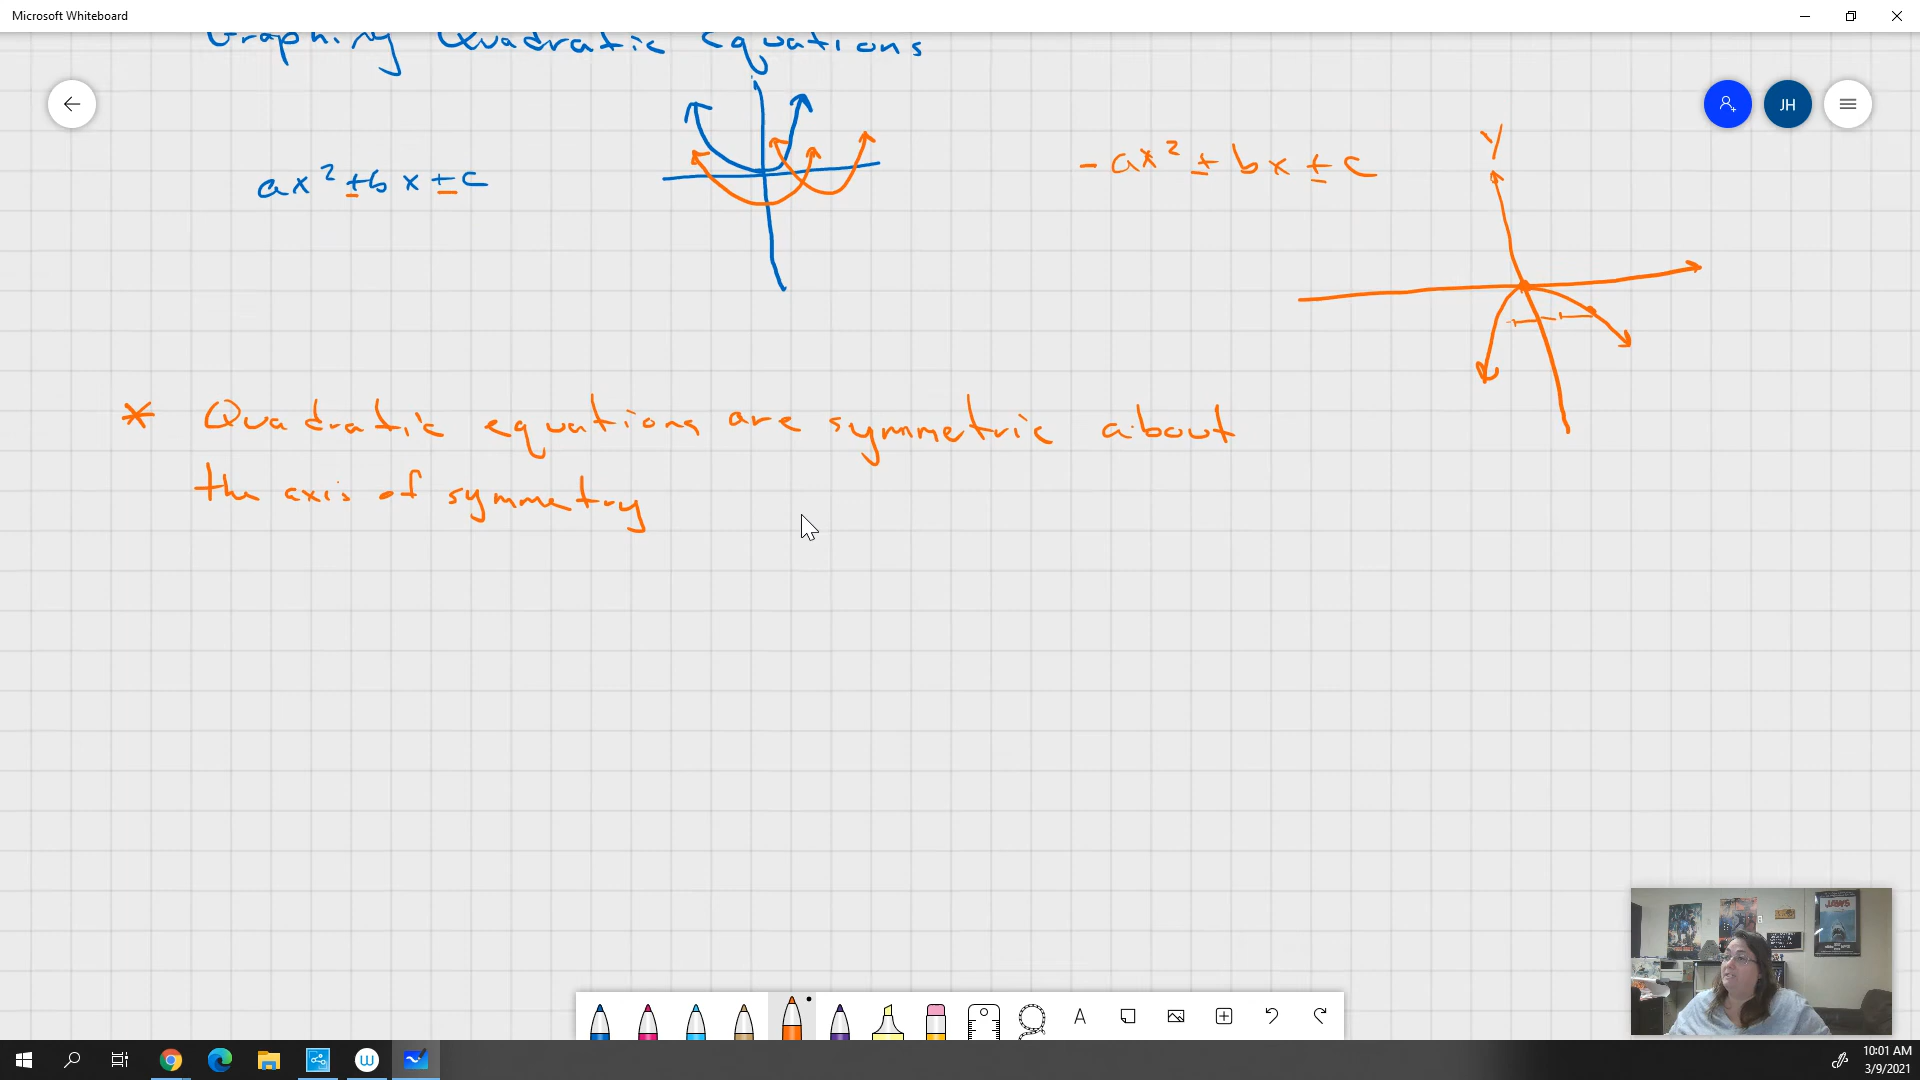 Microsoft Whiteboard
Graphing Quadratic Equations
JH
ax² ± bx ± c
-ax² ± bx ± c
y
* Quadratic equations are symmetric about
the axis of symmetry
JAWS
A
W
10:01 AM
3/9/2021